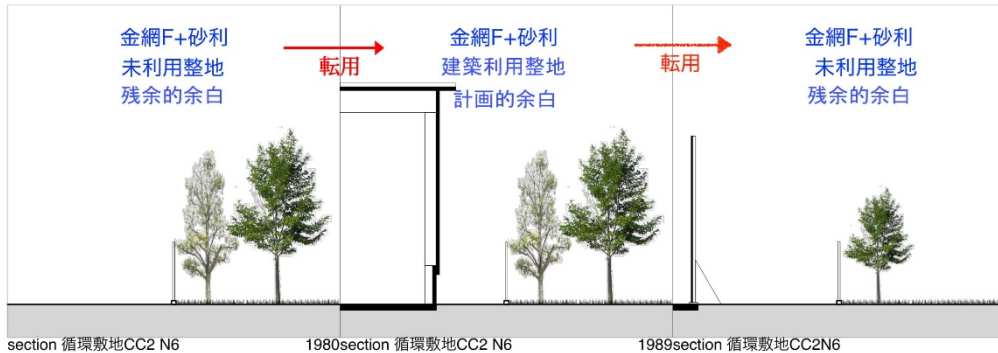 金網F+砂利
未利用整地
残余的余白
転用
金網F+砂利
建築利用整地
計画的余白
転用
金網F+砂利
未利用整地
残余的余白
section 循環敷地CC2 N6
1980section 循環敷地CC2 N6
1989section 循環敷地CC2N6